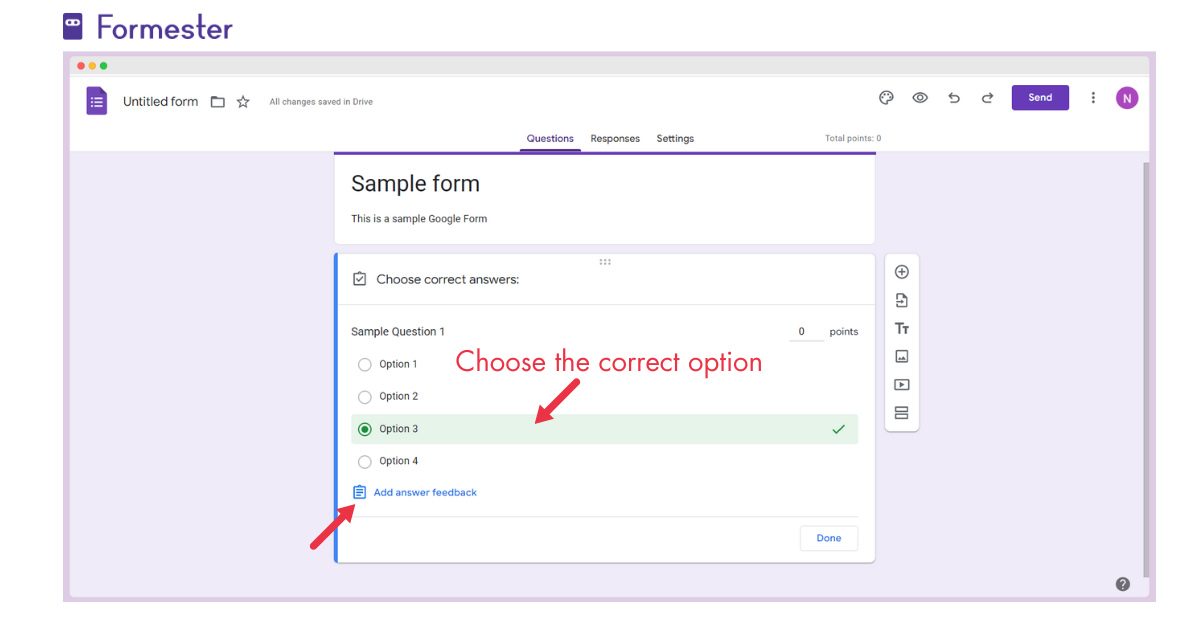 Formester
Untitled form
All changes saved in Drive
Send
N
Questions Responses Settings
Total points: 0
Sample form
This is a sample Google Form
Choose correct answers:
Sample Question 1
0 points
Option 1
Choose the correct option
Option 2
Option 3
Option 4
Add answer feedback
Done